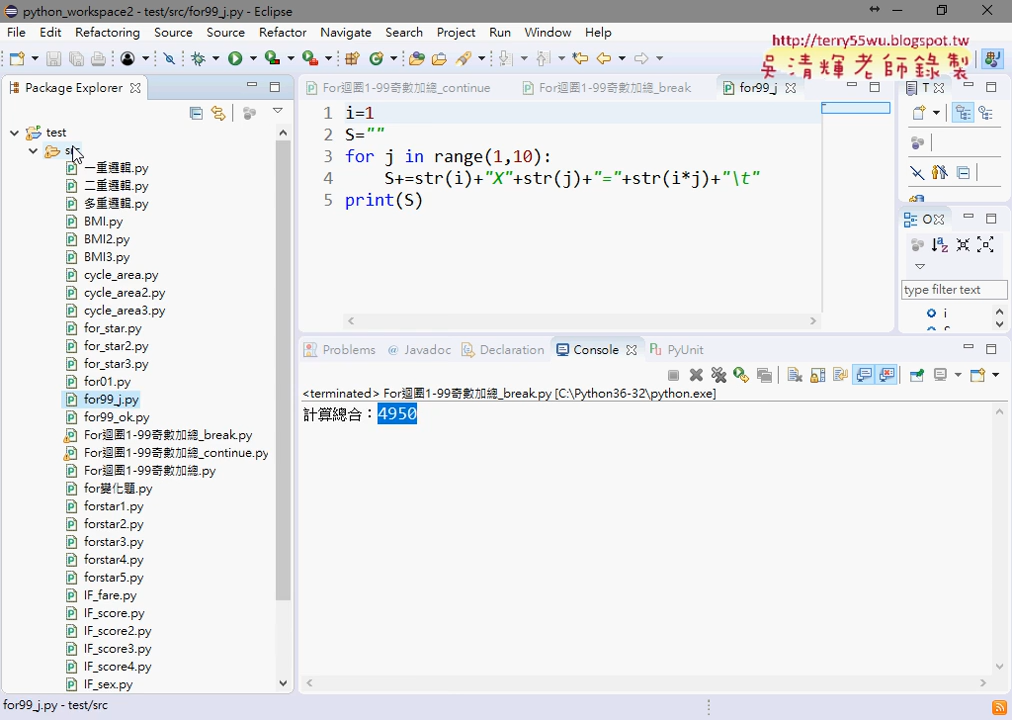 python_workspace2 - test/src/for99_j.py - Eclipse
File Edit Refactoring Source Source Refactor Navigate Search Project Run Window Help
http://terry55wu.blogspot.tw
吳清輝老師錄製
Package Explorer
For迴圈1-99奇數加總_continue
For迴圈1-99奇數加總_break
for99_j
T
test
一重邏輯.py
二重邏輯.py
多重邏輯.py
BMI.py
BMI2.py
BMI3.py
cycle_area.py
cycle_area2.py
cycle_area3.py
for_star.py
for_star2.py
for_star3.py
for01.py
for99_j.py
for99_ok.py
For迴圈1-99奇數加總_break.py
For迴圈1-99奇數加總_continue.py
For迴圈1-99奇數加總.py
for變化題.py
forstar1.py
forstar2.py
forstar3.py
forstar4.py
forstar5.py
IF_fare.py
IF_score.py
IF_score2.py
IF_score3.py
IF_score4.py
IF_sex.py
1 i=1
2 S=""
3 for j in range(1,10):
4 S+=str(i)+"X"+str(j)+"="+str(i*j)+"\t"
5 print(S)
O
type filter text
i
Problems @ Javadoc Declaration Console PyUnit
<terminated> For迴圈1-99奇數加總_break.py [C:\Python36-32\python.exe]
計算總合：4950
for99_j.py - test/src